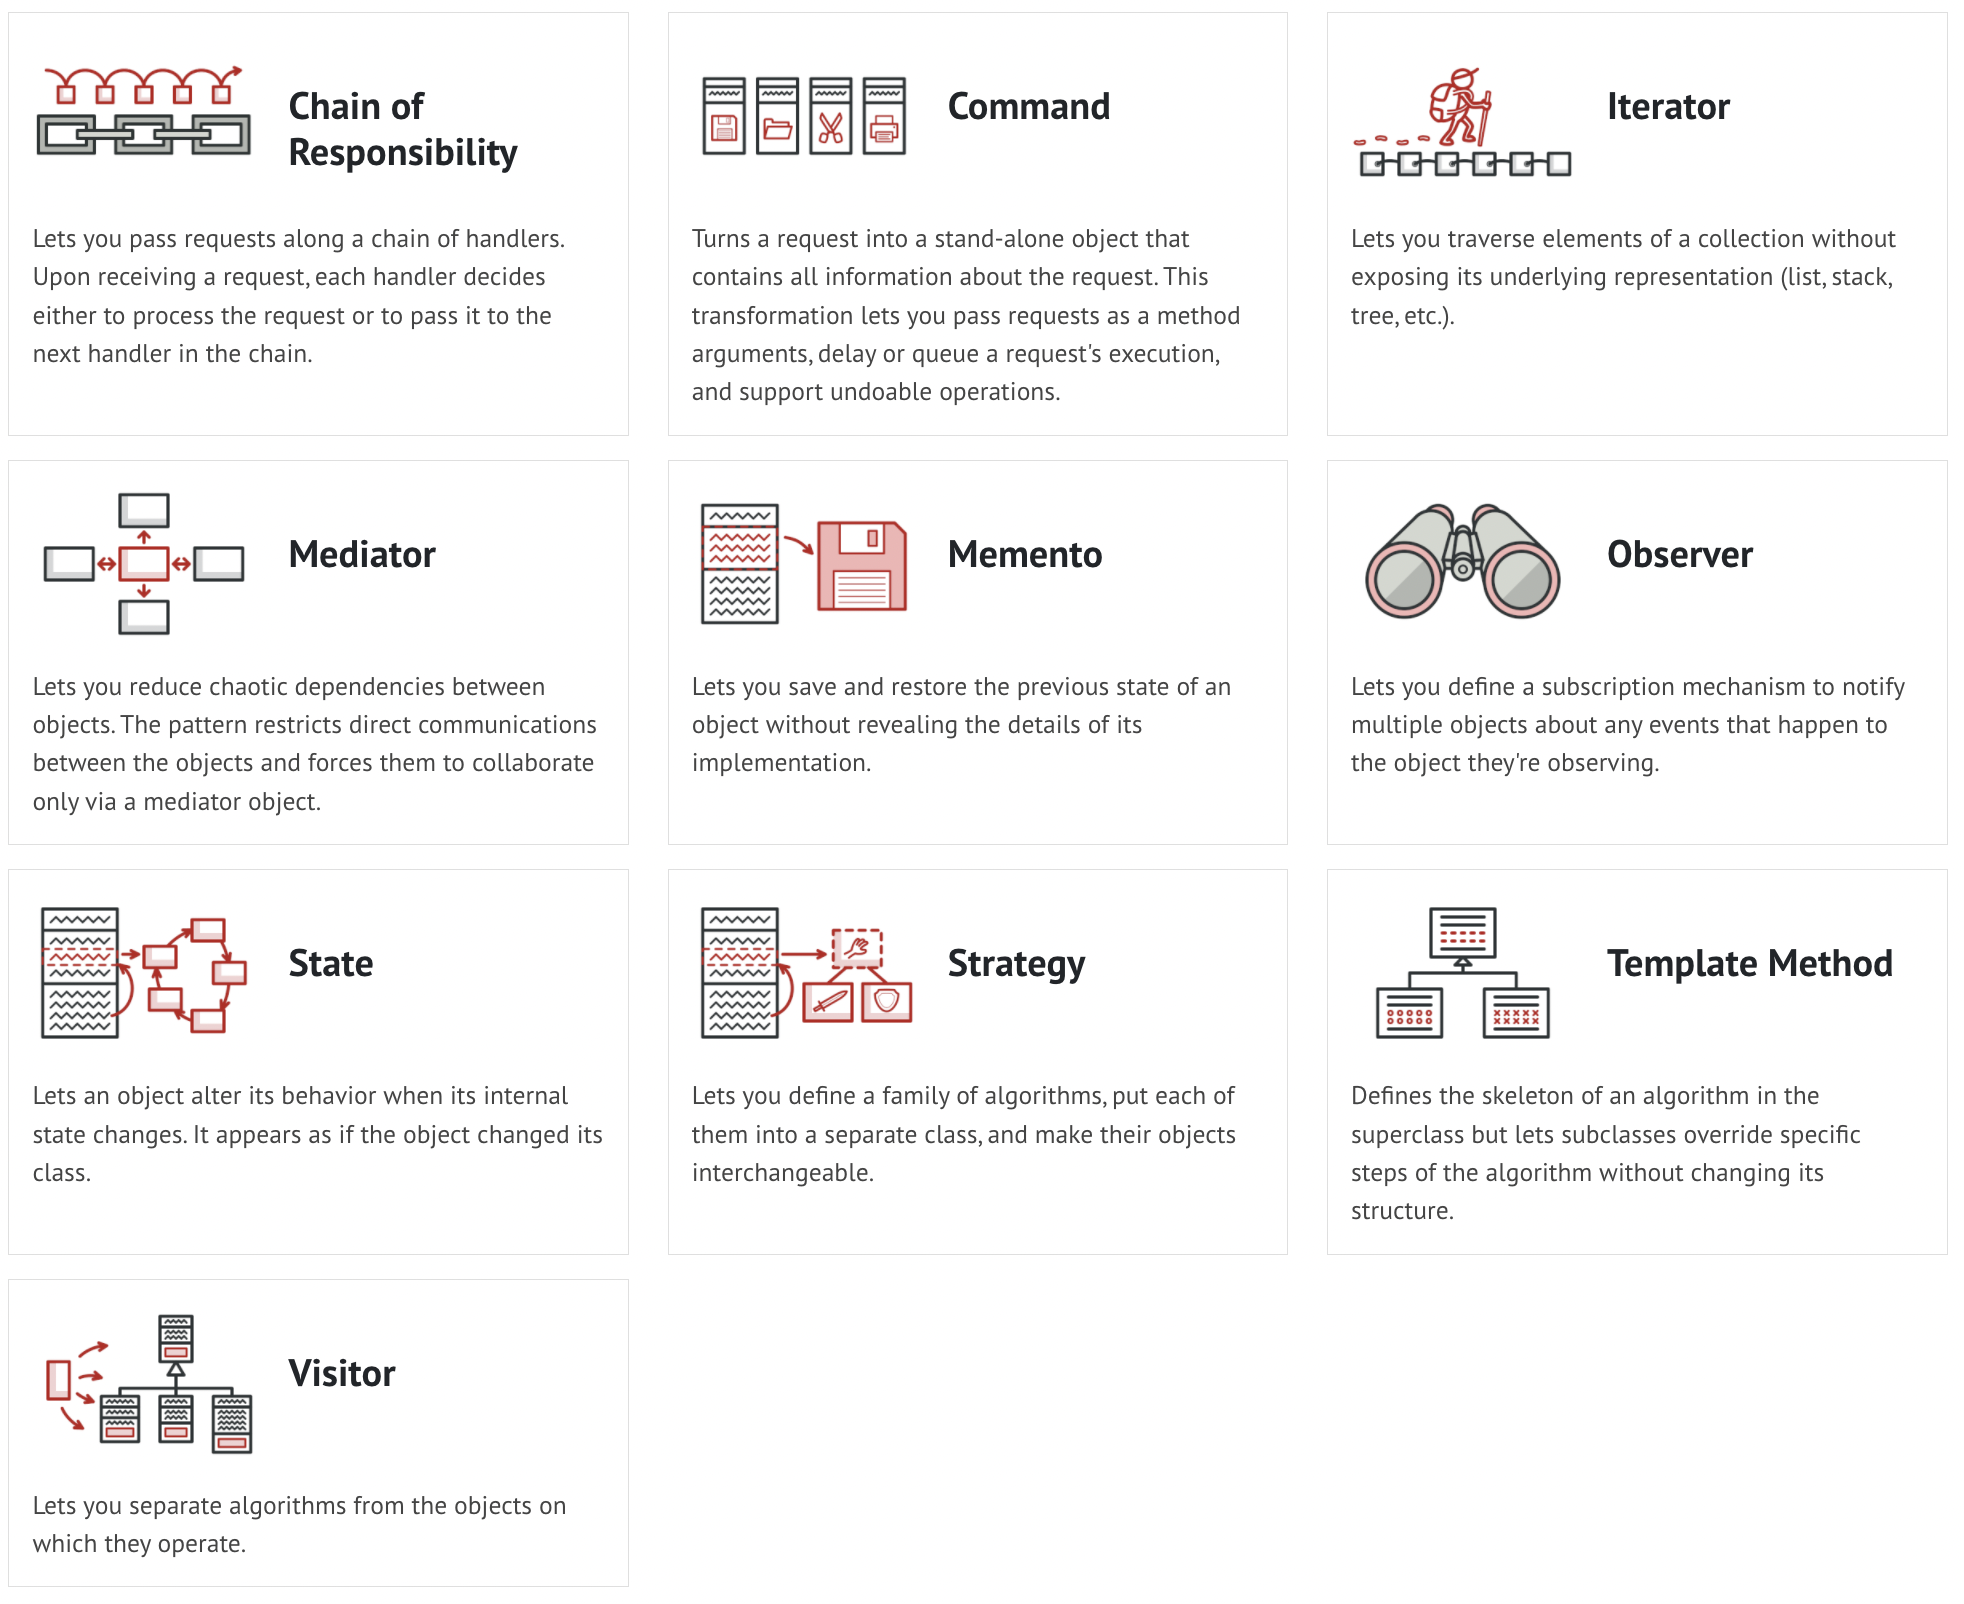 Chain of
Responsibility
Lets you pass requests along a chain of handlers.
Upon receiving a request, each handler decides
either to process the request or to pass it to the
next handler in the chain.
Command
Turns a request into a stand-alone object that
contains all information about the request. This
transformation lets you pass requests as a method
arguments, delay or queue a request's execution,
and support undoable operations.
Iterator
Lets you traverse elements of a collection without
exposing its underlying representation (list, stack,
tree, etc.).
Mediator
Lets you reduce chaotic dependencies between
objects. The pattern restricts direct communications
between the objects and forces them to collaborate
only via a mediator object.
Memento
Lets you save and restore the previous state of an
object without revealing the details of its
implementation.
Observer
Lets you define a subscription mechanism to notify
multiple objects about any events that happen to
the object they're observing.
State
Lets an object alter its behavior when its internal
state changes. It appears as if the object changed its
class.
Strategy
Lets you define a family of algorithms, put each of
them into a separate class, and make their objects
interchangeable.
Template Method
Defines the skeleton of an algorithm in the
superclass but lets subclasses override specific
steps of the algorithm without changing its
structure.
Visitor
Lets you separate algorithms from the objects on
which they operate.